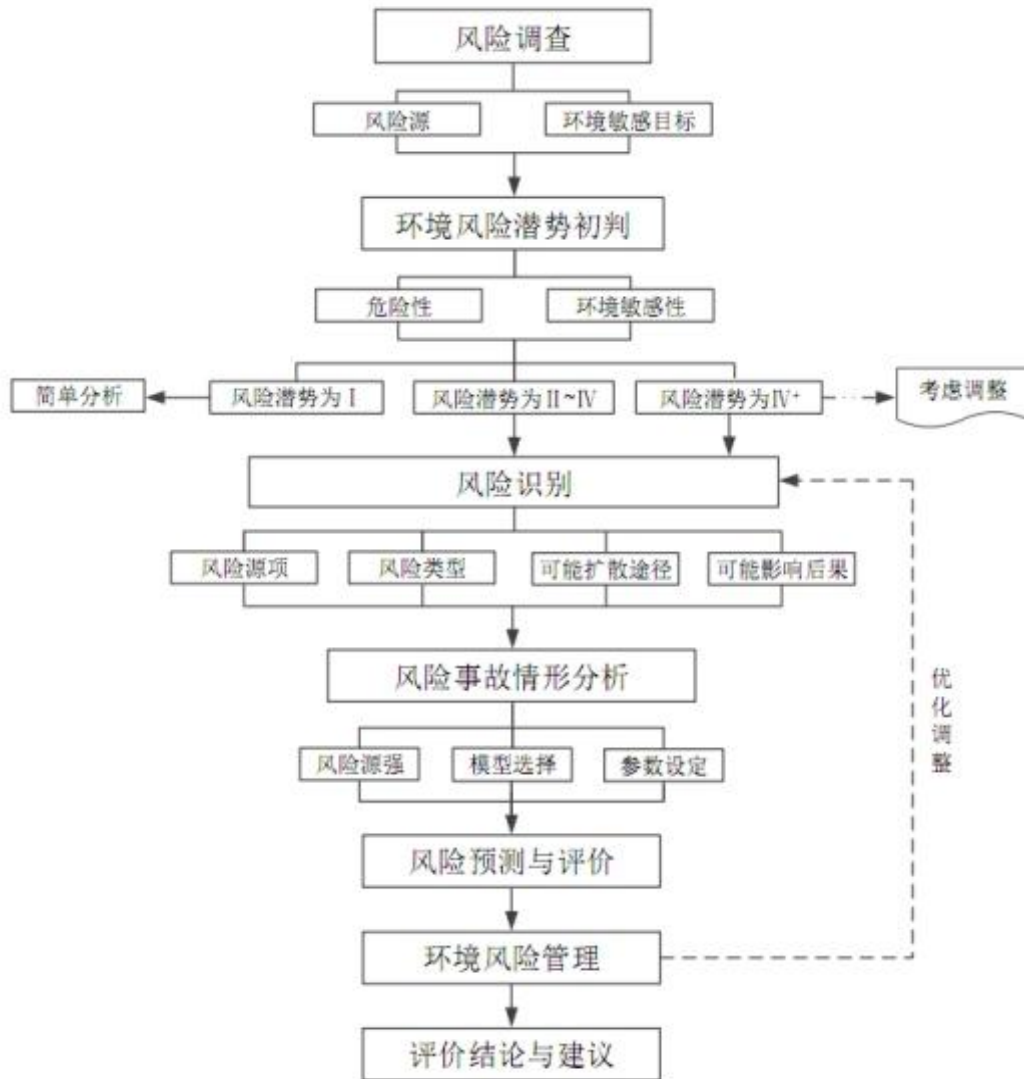 风险调查
风险源
环境敏感目标
环境风险潜势初判
危险性
环境敏感性
简单分析
风险潜势为Ⅰ
风险潜势为Ⅱ~Ⅳ
风险潜势为Ⅳ⁺
考虑调整
风险识别
风险源项
风险类型
可能扩散途径
可能影响后果
风险事故情形分析
优化调整
风险源强
模型选择
参数设定
风险预测与评价
环境风险管理
评价结论与建议